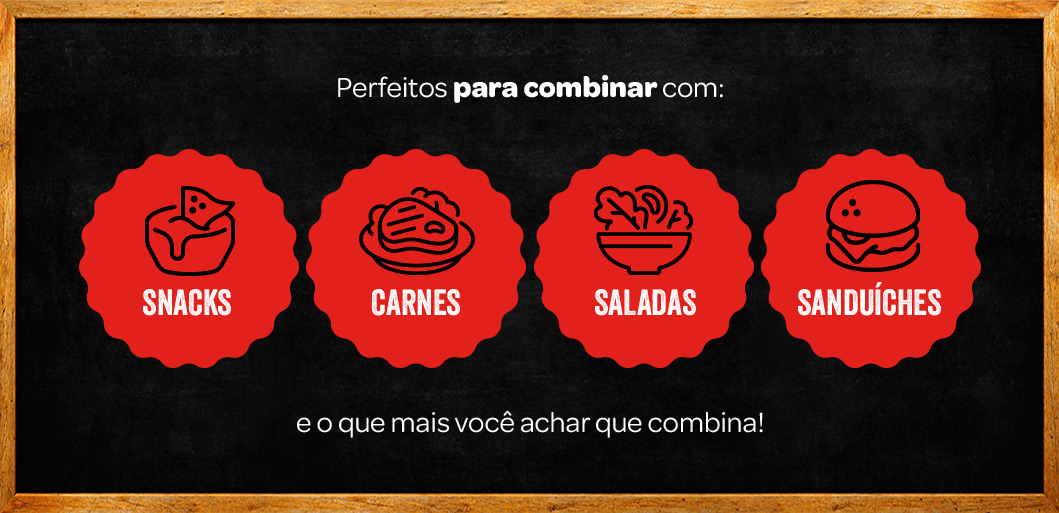 Perfeitos para combinar com:
SNACKS
CARNES
SALADAS
SANDUÍCHES
e o que mais você achar que combina!